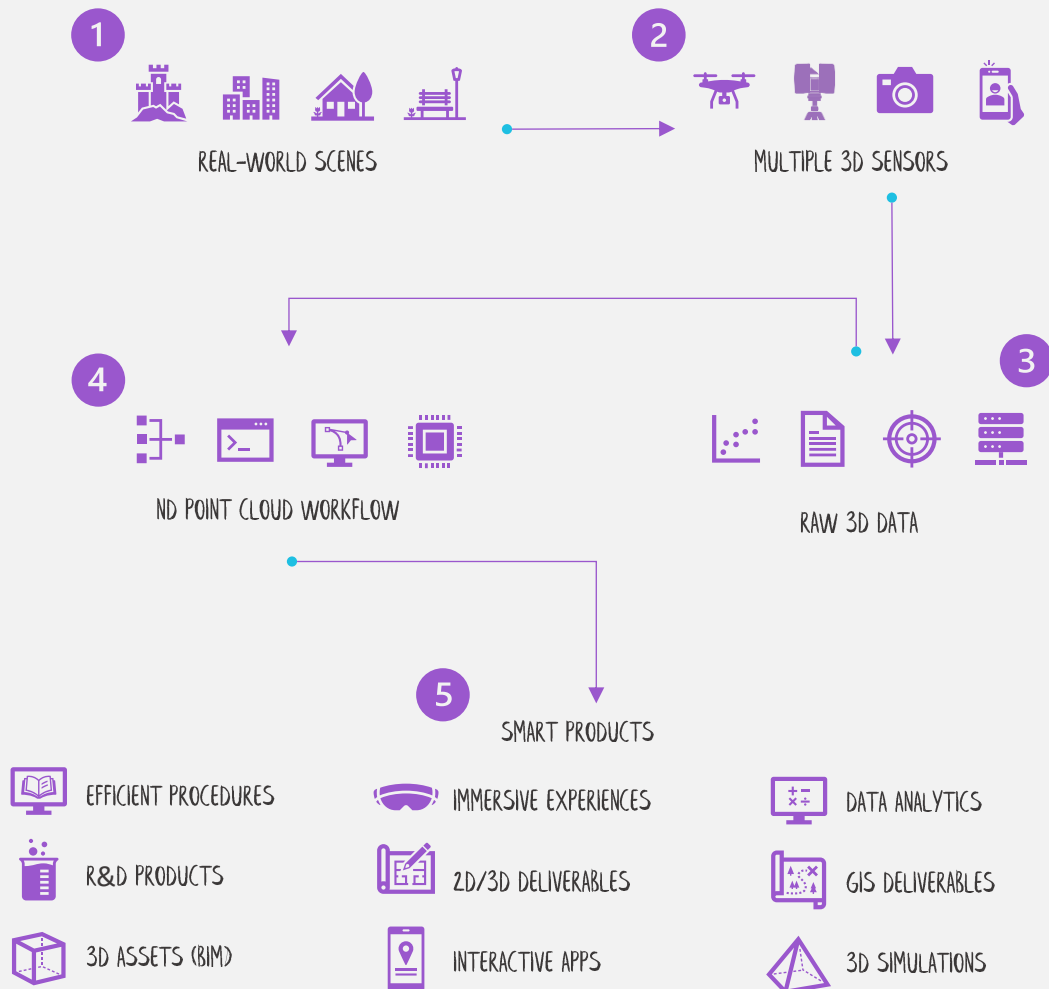 1
2
REAL-WORLD SCENES
MULTIPLE 3D SENSORS
3
4
ND POINT CLOUD WORKFLOW
RAW 3D DATA
5
SMART PRODUCTS
EFFICIENT PROCEDURES
IMMERSIVE EXPERIENCES
DATA ANALYTICS
R&D PRODUCTS
2D/3D DELIVERABLES
GIS DELIVERABLES
3D ASSETS (BIM)
INTERACTIVE APPS
3D SIMULATIONS